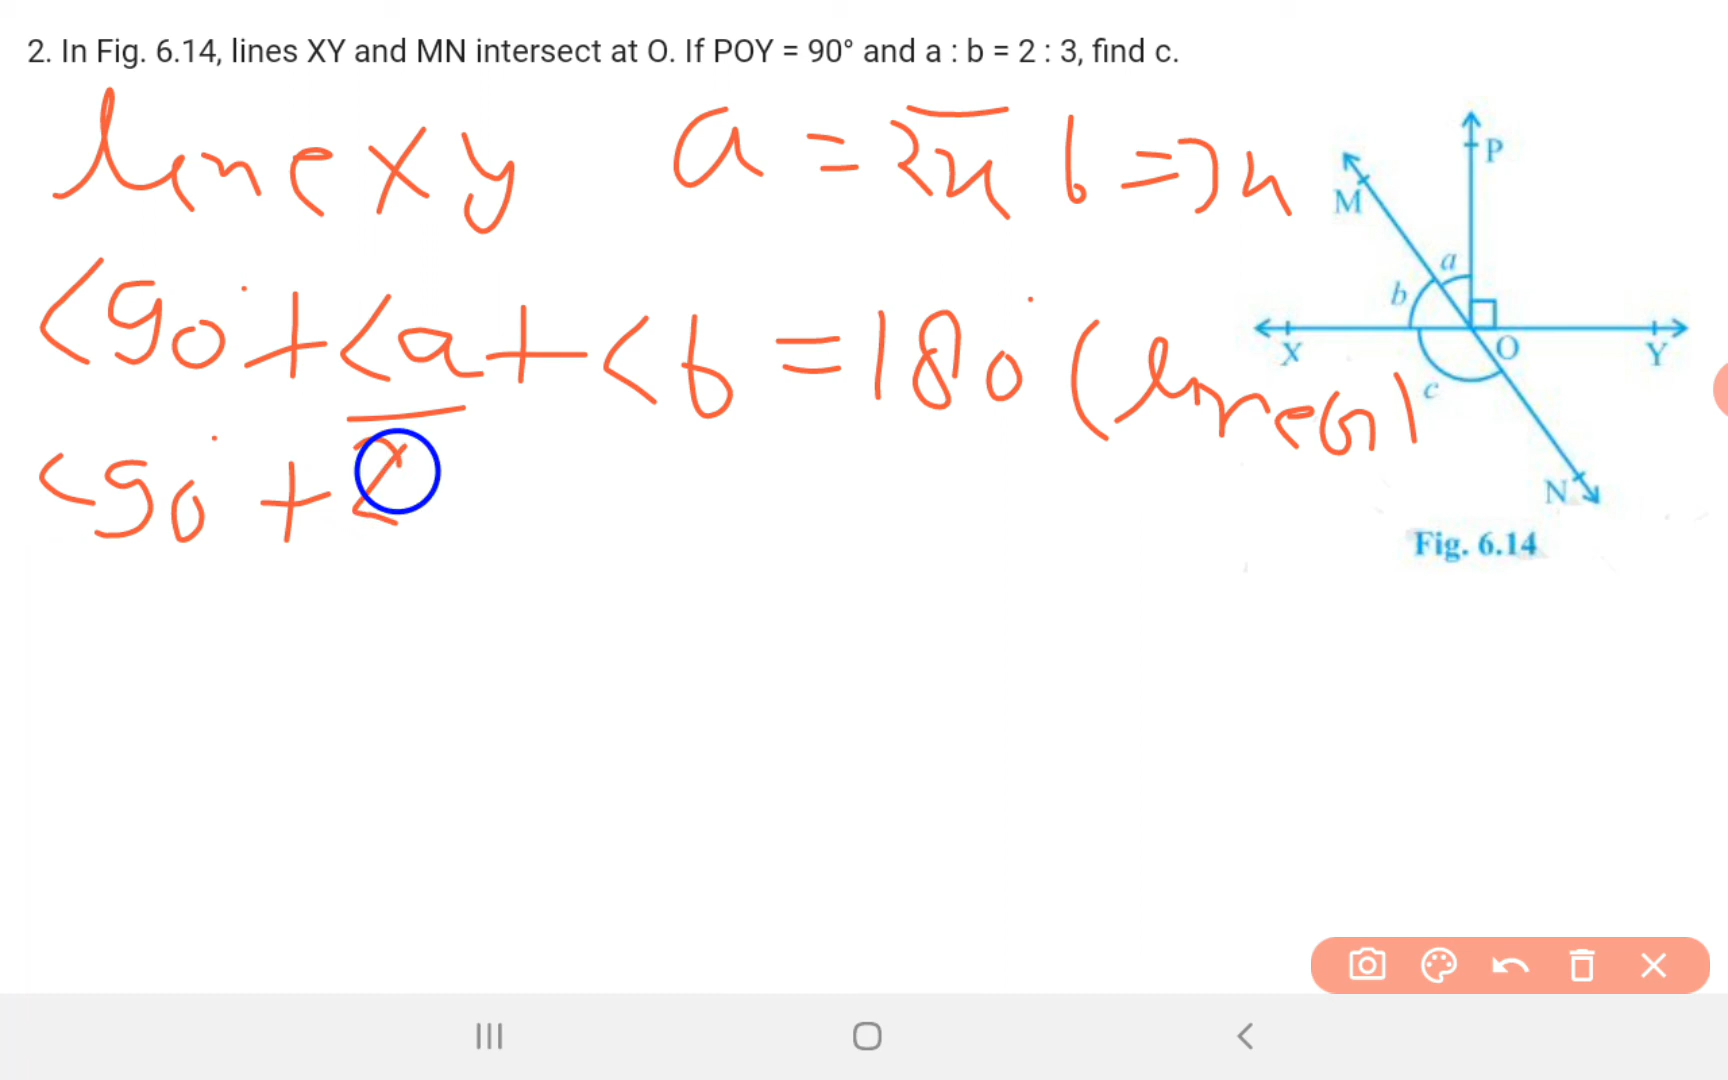 2. In Fig. 6.14, lines XY and MN intersect at O. If POY = 90° and a : b = 2 : 3, find c.
line xy a = 2x b = 3x
<90° + <a + <b = 180° (linear)
<90° + 2
P
M
a
b
X
O
Y
c
N
Fig. 6.14